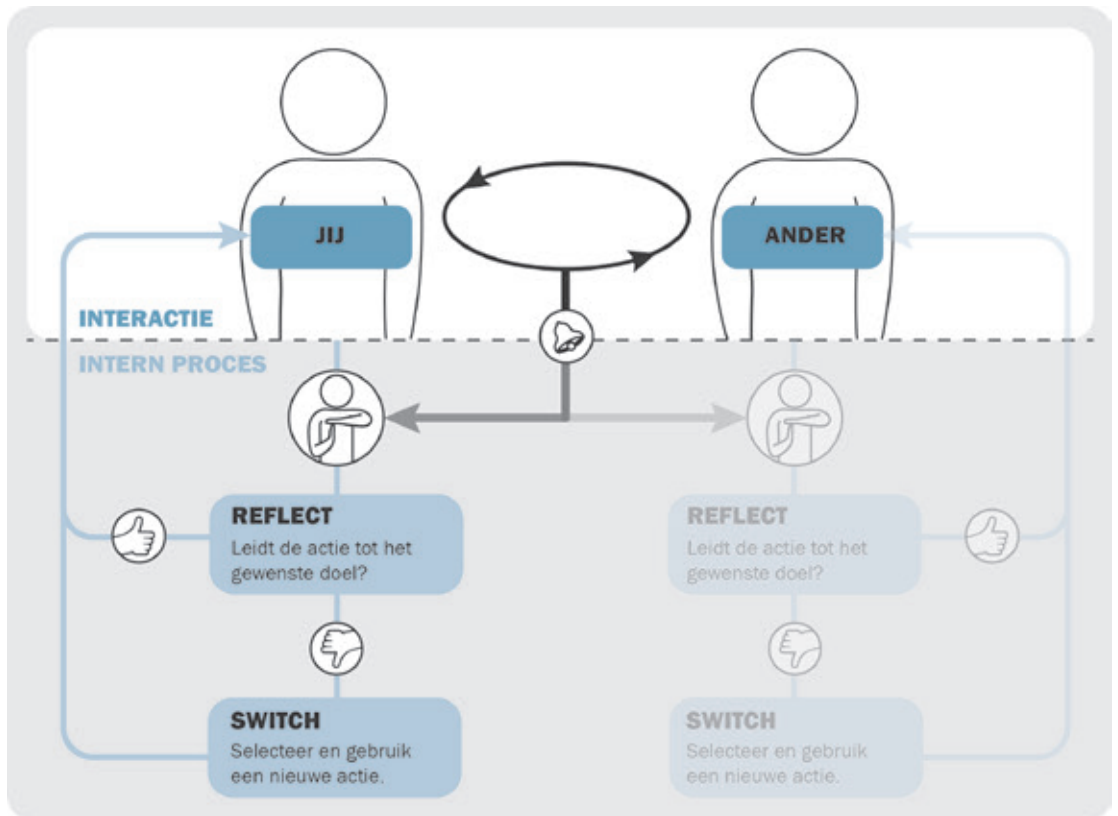 JIJ
ANDER
INTERACTIE
INTERN PROCES
REFLECT
Leidt de actie tot het
gewenste doel?
REFLECT
Leidt de actie tot het
gewenste doel?
SWITCH
Selecteer en gebruik
een nieuwe actie.
SWITCH
Selecteer en gebruik
een nieuwe actie.